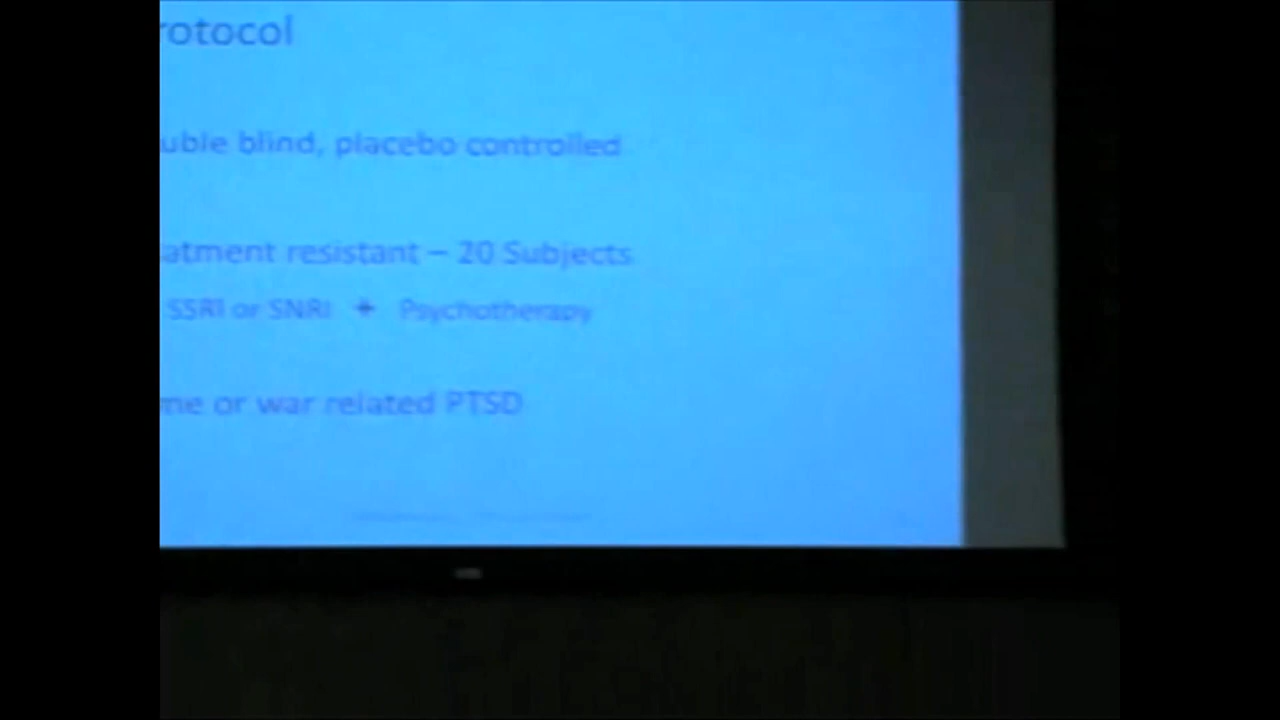 rotocol
uble blind, placebo controlled
atment resistant – 20 Subjects
SSRI or SNRI + Psychotherapy
me or war related PTSD